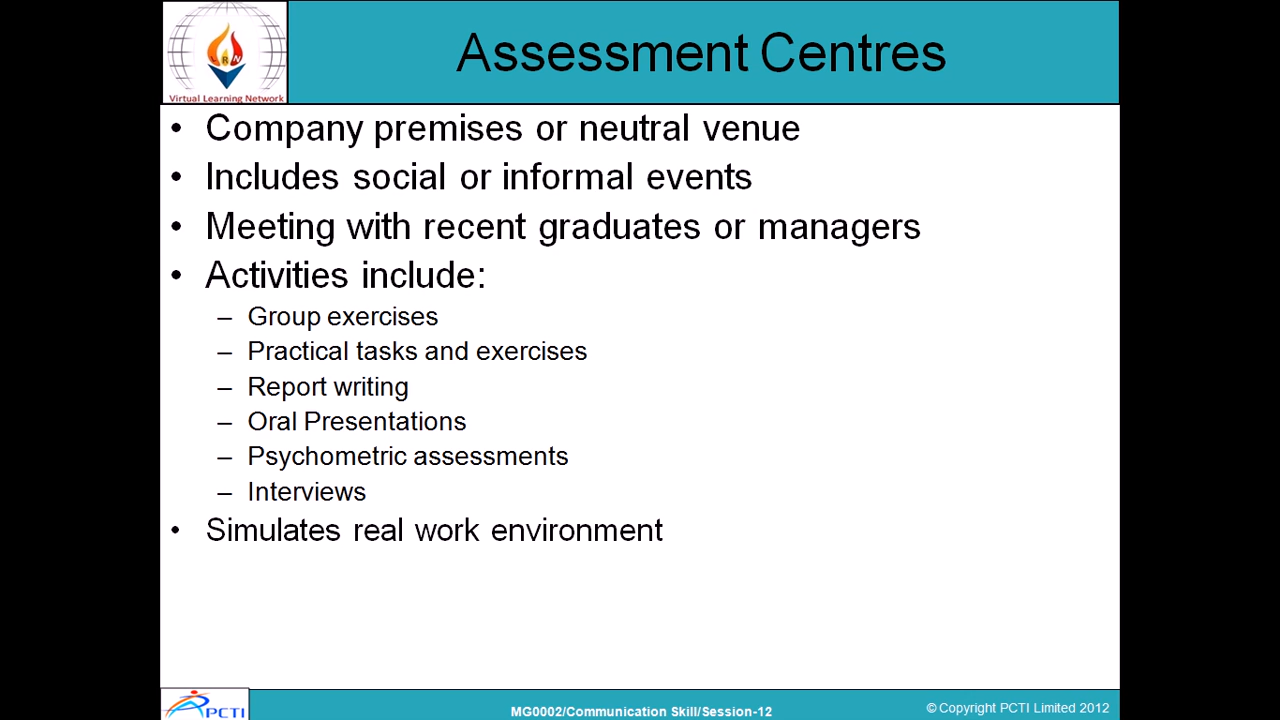 LRN
Virtual Learning Network
Assessment Centres
• Company premises or neutral venue
• Includes social or informal events
• Meeting with recent graduates or managers
• Activities include:
– Group exercises
– Practical tasks and exercises
– Report writing
– Oral Presentations
– Psychometric assessments
– Interviews
• Simulates real work environment
PCTI
MG0002/Communication Skill/Session-12
© Copyright PCTI Limited 2012